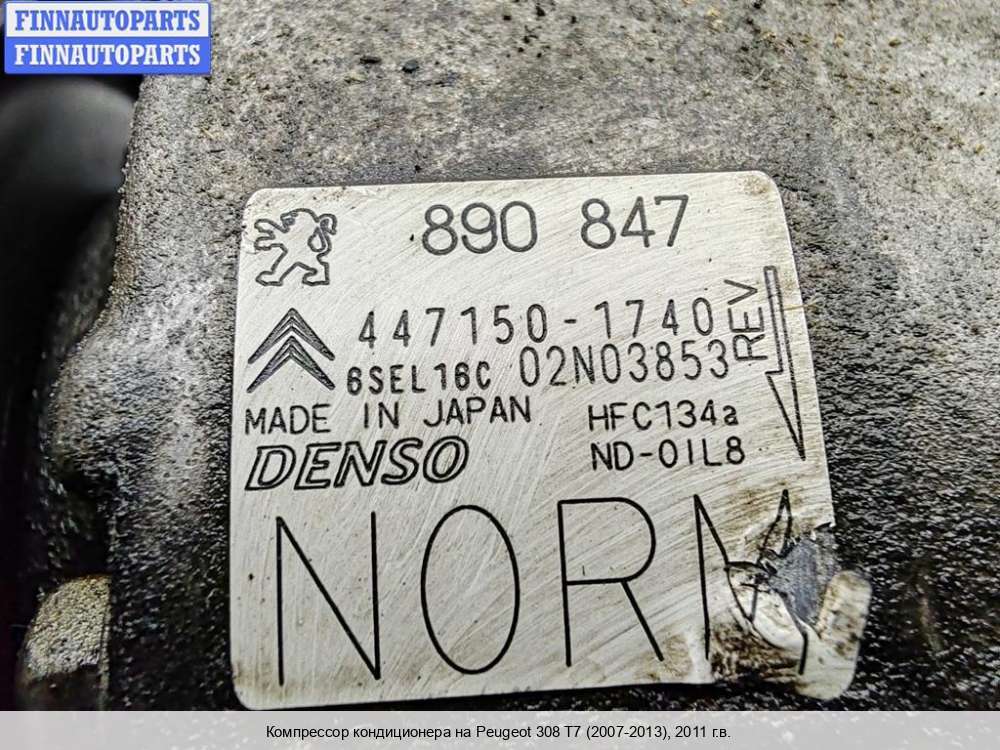 FINNAUTOPARTS
FINNAUTOPARTS
890 847
447150-1740
6SEL16C 02N03853
REV
MADE IN JAPAN HFC134a
DENSO ND-OIL8
NORM
Компрессор кондиционера на Peugeot 308 T7 (2007-2013), 2011 г.в.